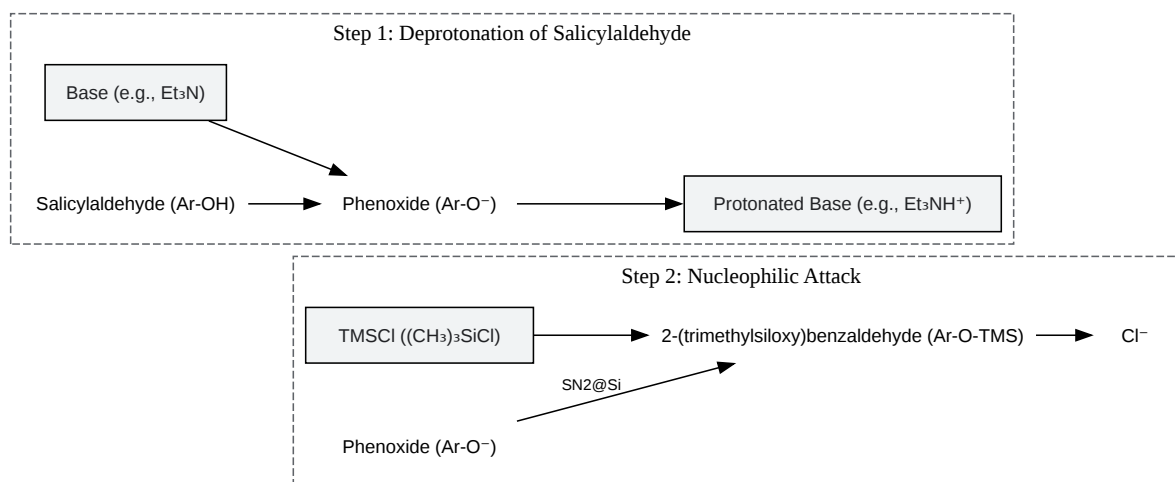 Step 1: Deprotonation of Salicylaldehyde
Base (e.g., Et₃N)
Salicylaldehyde (Ar-OH)
Phenoxide (Ar-O⁻)
Protonated Base (e.g., Et₃NH⁺)
Step 2: Nucleophilic Attack
TMSCl ((CH₃)₃SiCl)
2-(trimethylsiloxy)benzaldehyde (Ar-O-TMS)
Cl⁻
SN2@Si
Phenoxide (Ar-O⁻)